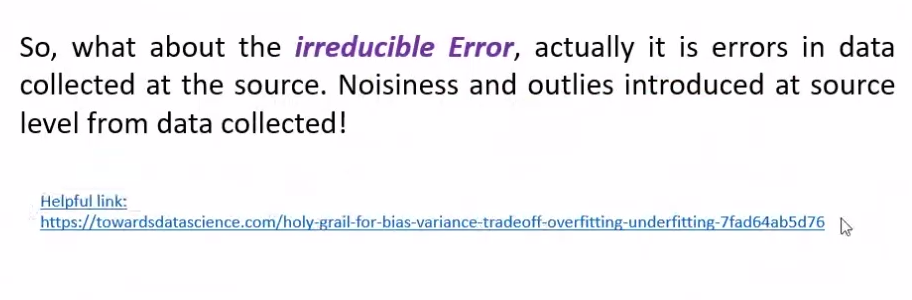 So, what about the irreducible Error, actually it is errors in data
collected at the source. Noisiness and outlies introduced at source
level from data collected!
Helpful link:
https://towardsdatascience.com/holy-grail-for-bias-variance-tradeoff-overfitting-underfitting-7fad64ab5d76